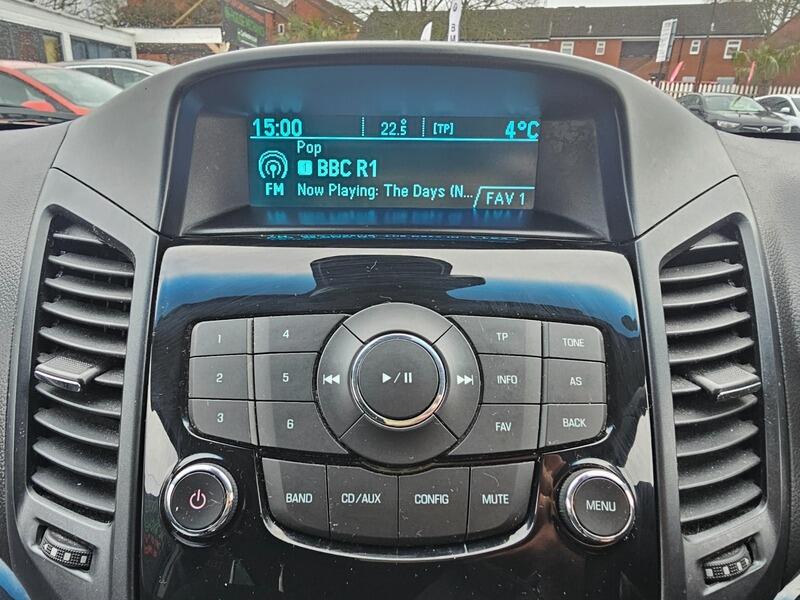 15:00 22.5° [TP] 4°C
Pop
1 BBC R1
FM Now Playing: The Days (N... FAV 1
1 4 TP TONE
2 5 INFO AS
3 6 FAV BACK
BAND CD/AUX CONFIG MUTE
MENU